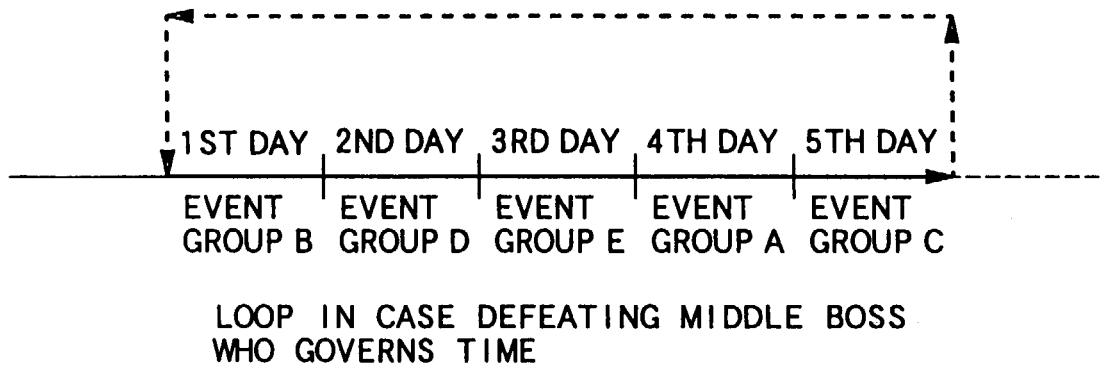 1ST DAY 2ND DAY 3RD DAY 4TH DAY 5TH DAY
EVENT GROUP B EVENT GROUP D EVENT GROUP E EVENT GROUP A EVENT GROUP C
LOOP IN CASE DEFEATING MIDDLE BOSS
WHO GOVERNS TIME